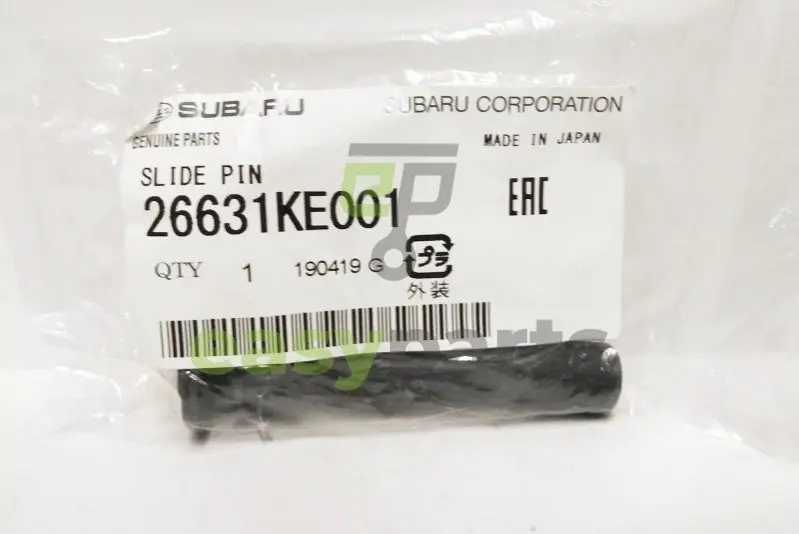 SUBARU SUBARU CORPORATION
GENUINE PARTS MADE IN JAPAN
SLIDE PIN
26631KE001 EAC
QTY 1 190419 G プラ
外装
easyparts